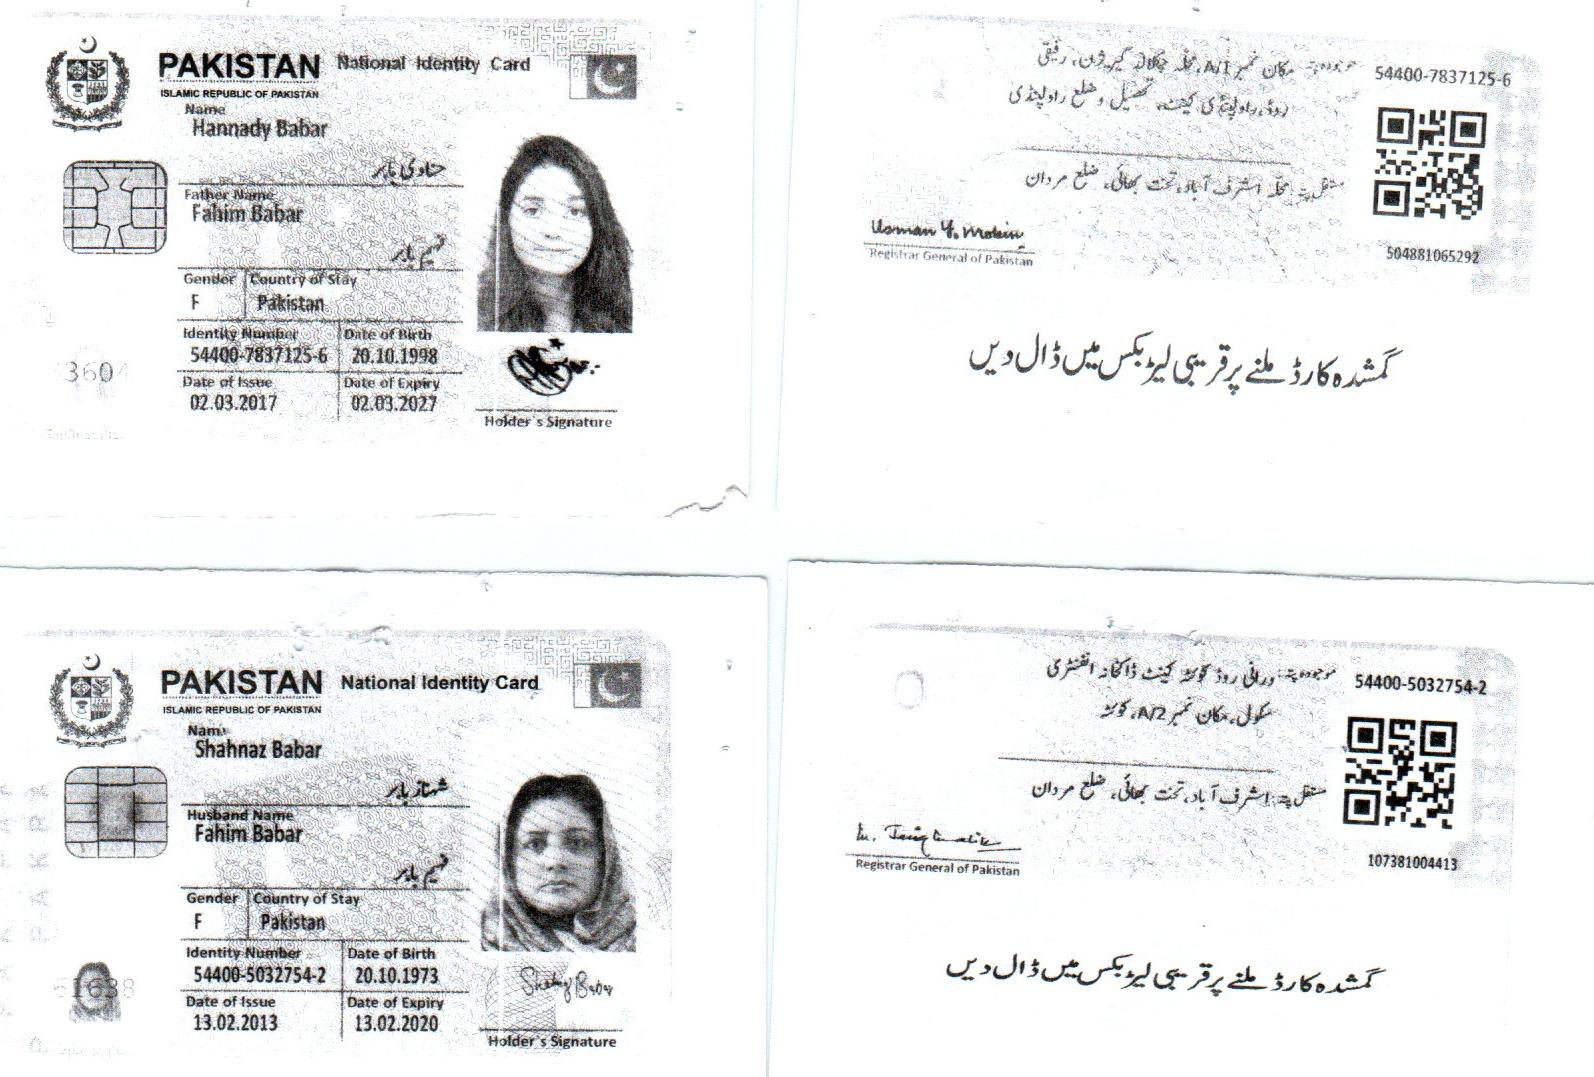 PAKISTAN National Identity Card
ISLAMIC REPUBLIC OF PAKISTAN
Name
Hannady Babar
حنادی بابر
Father Name
Fahim Babar
فہیم بابر
Gender Country of Stay
F Pakistan
Identity Number Date of Birth
54400-7837125-6 20.10.1998
Date of Issue Date of Expiry
02.03.2017 02.03.2027
Holder's Signature
3604
54400-7837125-6
موجودہ پتہ: مکان نمبر A/1، محلہ گیریژن، رفیقی
روڈ، راولپنڈی کینٹ، تحصیل و ضلع راولپنڈی
مستقل پتہ: محلہ اشرف آباد، تخت بھائی، ضلع مردان
Usman Y. Mobin
Registrar General of Pakistan
504881065292
گمشدہ کارڈ ملنے پر قریبی لیٹر بکس میں ڈال دیں
PAKISTAN National Identity Card
ISLAMIC REPUBLIC OF PAKISTAN
Name
Shahnaz Babar
شہناز بابر
Husband Name
Fahim Babar
فہیم بابر
Gender Country of Stay
F Pakistan
Identity Number Date of Birth
54400-5032754-2 20.10.1973
Date of Issue Date of Expiry
13.02.2013 13.02.2020
Shahnaz Babar
Holder's Signature
61638
54400-5032754-2
موجودہ پتہ: درانی روڈ کوئٹہ کینٹ ڈاکخانہ انفنٹری
سکول، مکان نمبر A/2، کوئٹہ
مستقل پتہ: اشرف آباد، تخت بھائی، ضلع مردان
Registrar General of Pakistan
107381004413
گمشدہ کارڈ ملنے پر قریبی لیٹر بکس میں ڈال دیں